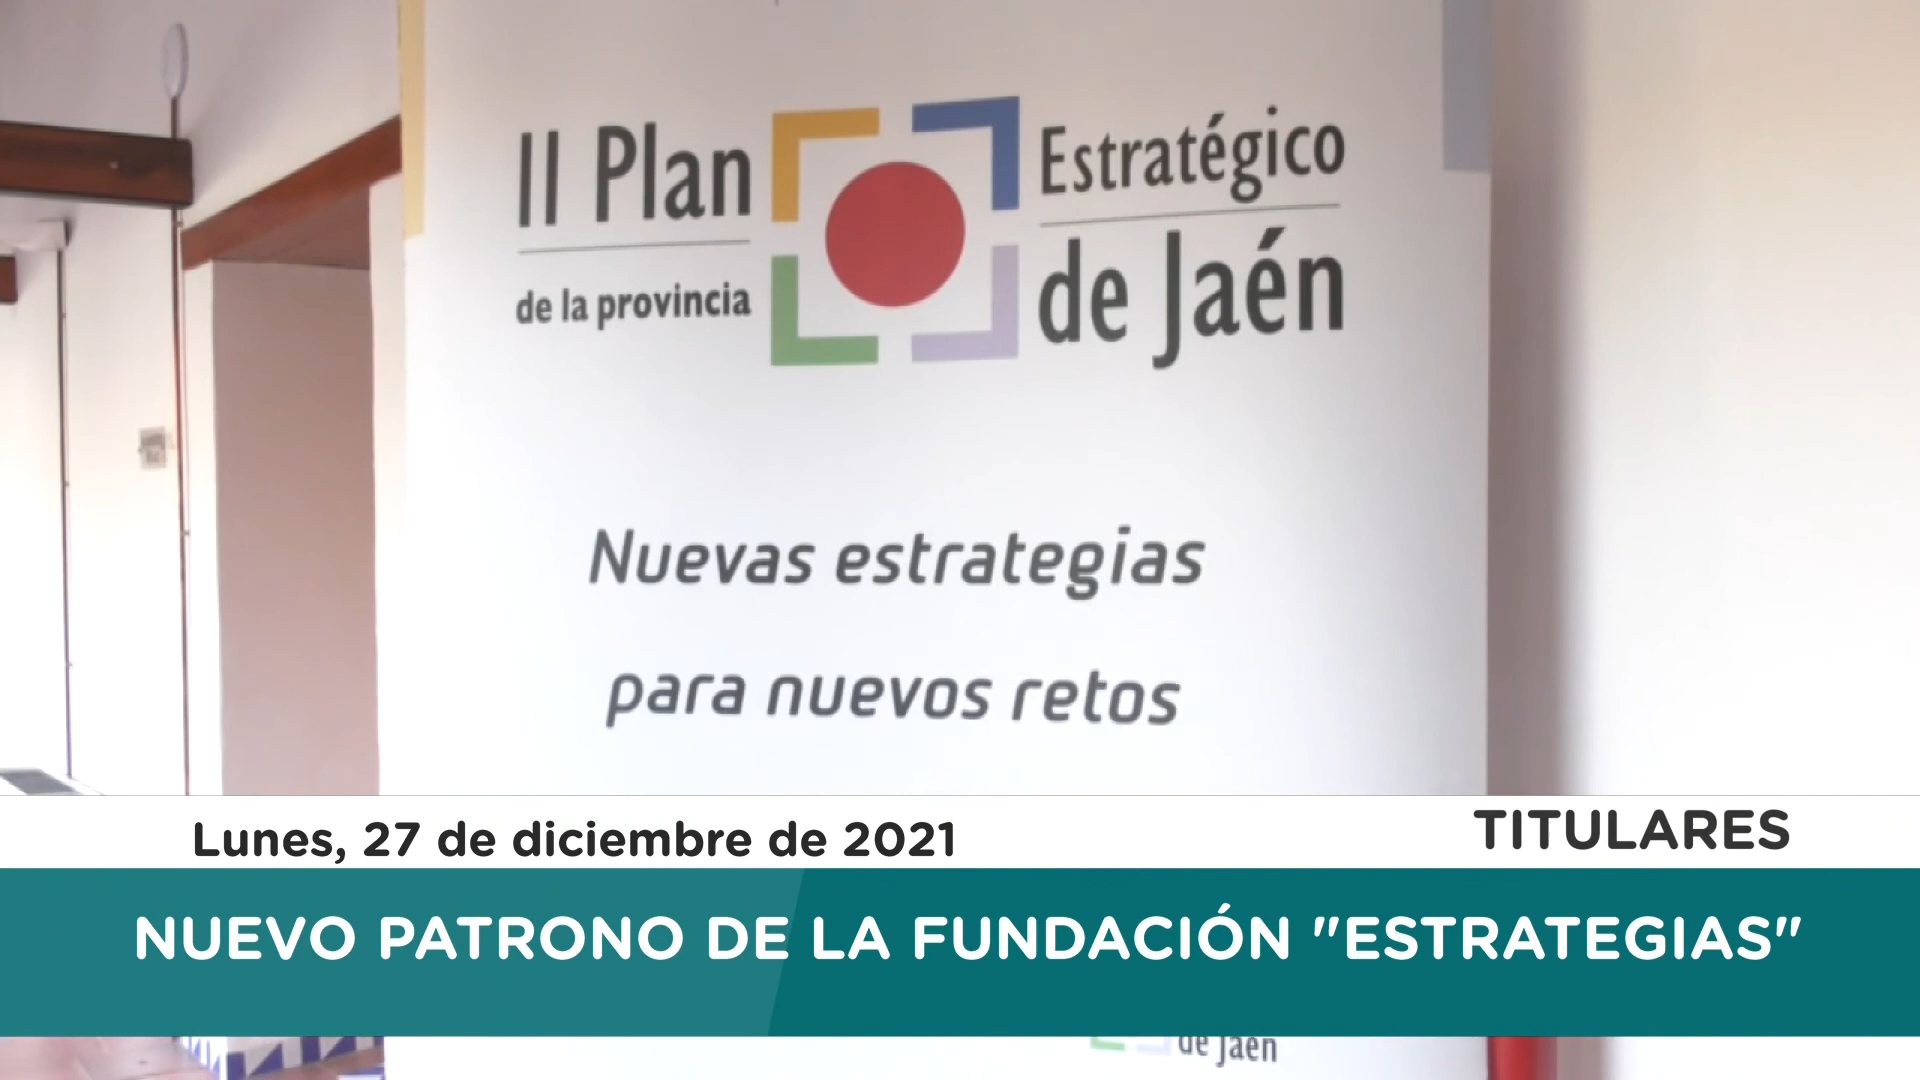 II Plan
de la provincia
Estratégico
de Jaén
Nuevas estrategias
para nuevos retos
Lunes, 27 de diciembre de 2021
TITULARES
NUEVO PATRONO DE LA FUNDACIÓN "ESTRATEGIAS"
de Jaén